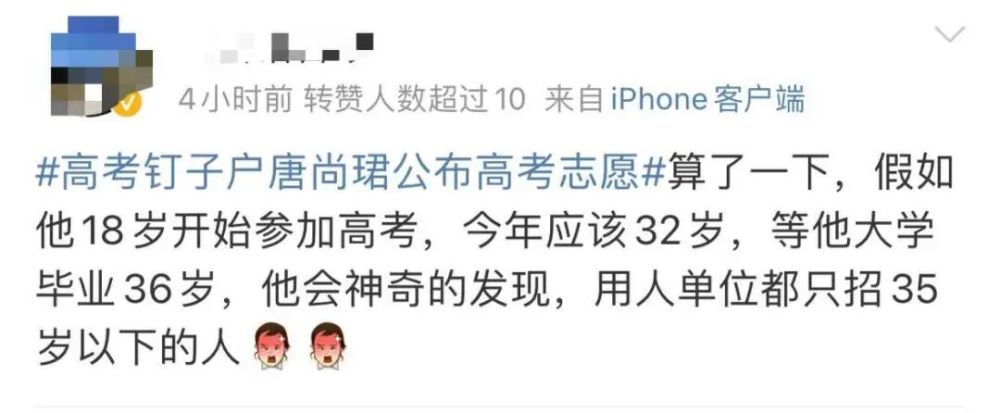 4小时前 转赞人数超过10 来自iPhone客户端
#高考钉子户唐尚珺公布高考志愿#算了一下，假如
他18岁开始参加高考，今年应该32岁，等他大学
毕业36岁，他会神奇的发现，用人单位都只招35
岁以下的人